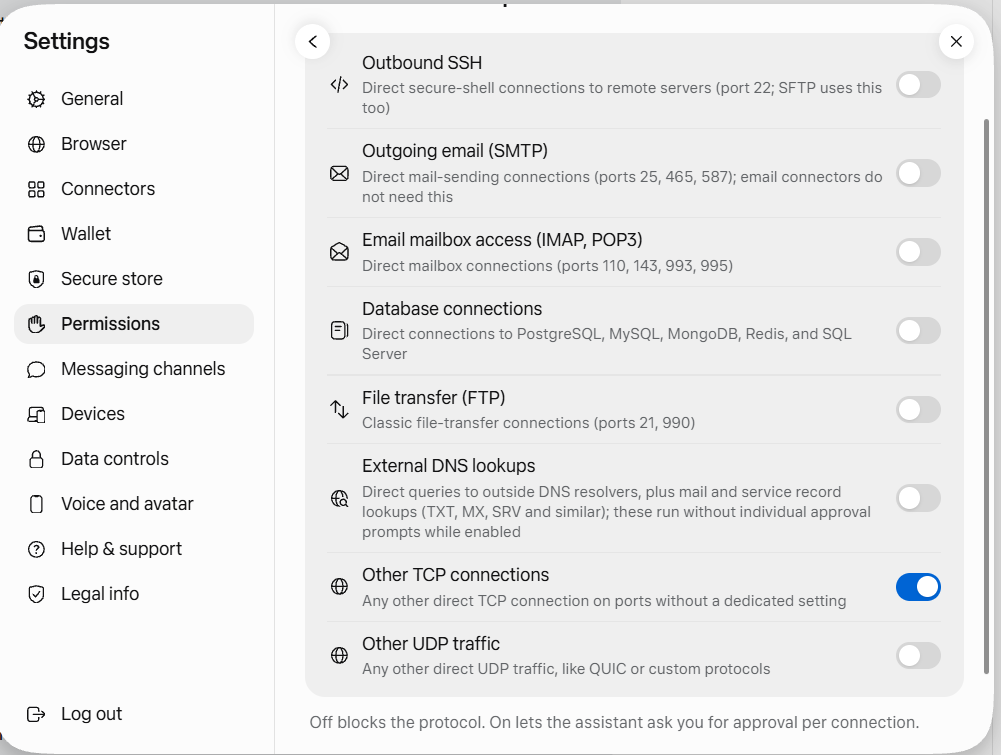 Settings
General
Browser
Connectors
Wallet
Secure store
Permissions
Messaging channels
Devices
Data controls
Voice and avatar
Help & support
Legal info
Log out
Outbound SSH
Direct secure-shell connections to remote servers (port 22; SFTP uses this
too)
Outgoing email (SMTP)
Direct mail-sending connections (ports 25, 465, 587); email connectors do
not need this
Email mailbox access (IMAP, POP3)
Direct mailbox connections (ports 110, 143, 993, 995)
Database connections
Direct connections to PostgreSQL, MySQL, MongoDB, Redis, and SQL
Server
File transfer (FTP)
Classic file-transfer connections (ports 21, 990)
External DNS lookups
Direct queries to outside DNS resolvers, plus mail and service record
lookups (TXT, MX, SRV and similar); these run without individual approval
prompts while enabled
Other TCP connections
Any other direct TCP connection on ports without a dedicated setting
Other UDP traffic
Any other direct UDP traffic, like QUIC or custom protocols
Off blocks the protocol. On lets the assistant ask you for approval per connection.